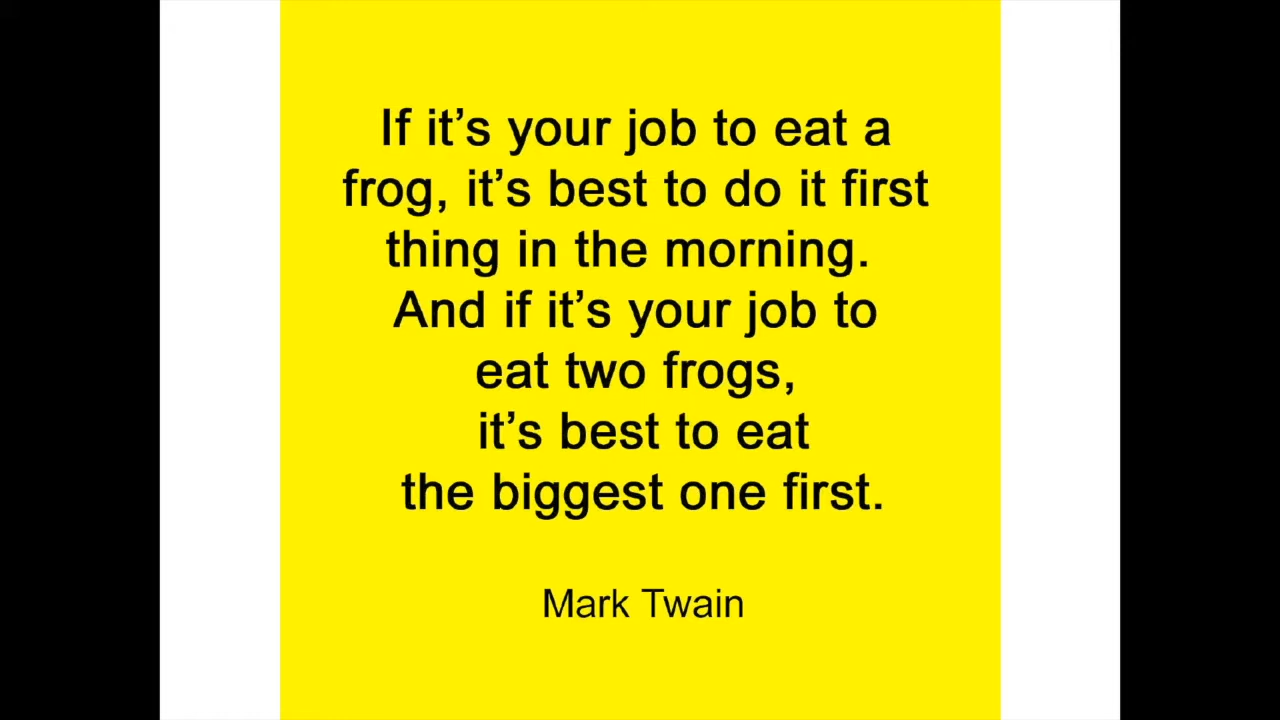 If it’s your job to eat a
frog, it’s best to do it first
thing in the morning.
And if it’s your job to
eat two frogs,
it’s best to eat
the biggest one first.
Mark Twain